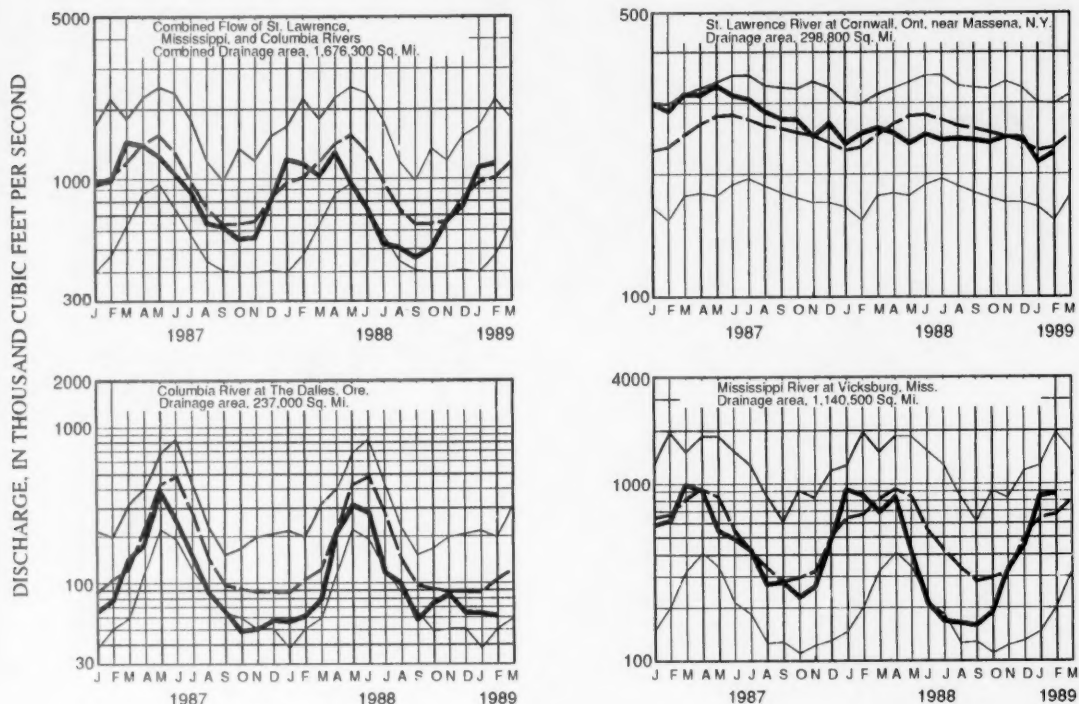 DISCHARGE, IN THOUSAND CUBIC FEET PER SECOND
5000
Combined Flow of St. Lawrence,
Mississippi, and Columbia Rivers
Combined Drainage area, 1,676,300 Sq. Mi.
1000
300
J F M A M J J A S O N D J F M A M J J A S O N D J F M
1987 1988 1989
500
St. Lawrence River at Cornwall, Ont, near Massena, N.Y.
Drainage area, 298,800 Sq. Mi.
100
J F M A M J J A S O N D J F M A M J J A S O N D J F M
1987 1988 1989
2000
Columbia River at The Dalles, Ore.
Drainage area, 237,000 Sq. Mi.
1000
100
30
J F M A M J J A S O N D J F M A M J J A S O N D J F M
1987 1988 1989
4000
Mississippi River at Vicksburg, Miss.
Drainage area, 1,140,500 Sq. Mi.
1000
100
J F M A M J J A S O N D J F M A M J J A S O N D J F M
1987 1988 1989